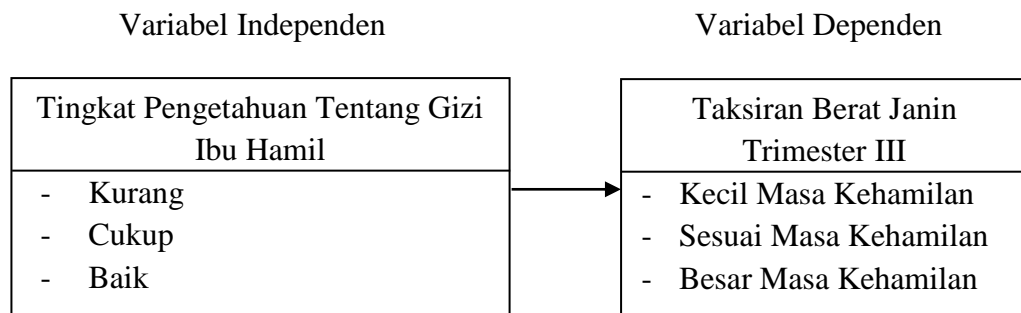 Variabel Independen
Variabel Dependen
Tingkat Pengetahuan Tentang Gizi
Ibu Hamil
- Kurang
- Cukup
- Baik
Taksiran Berat Janin
Trimester III
- Kecil Masa Kehamilan
- Sesuai Masa Kehamilan
- Besar Masa Kehamilan